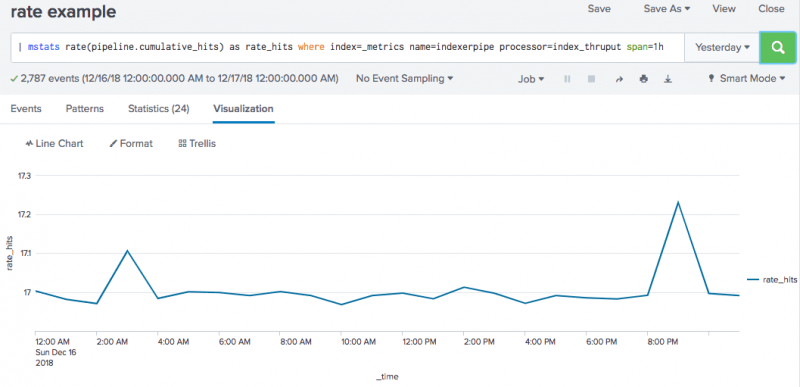 rate example
Save Save As View Close
| mstats rate(pipeline.cumulative_hits) as rate_hits where index=_metrics name=indexerpipe processor=index_thruput span=1h
Yesterday
2,787 events (12/16/18 12:00:00.000 AM to 12/17/18 12:00:00.000 AM) No Event Sampling Job Smart Mode
Events Patterns Statistics (24) Visualization
Line Chart Format Trellis
17.3
17.2
17.1
17
rate_hits
rate_hits
12:00 AM 2:00 AM 4:00 AM 6:00 AM 8:00 AM 10:00 AM 12:00 PM 2:00 PM 4:00 PM 6:00 PM 8:00 PM
Sun Dec 16
2018
_time